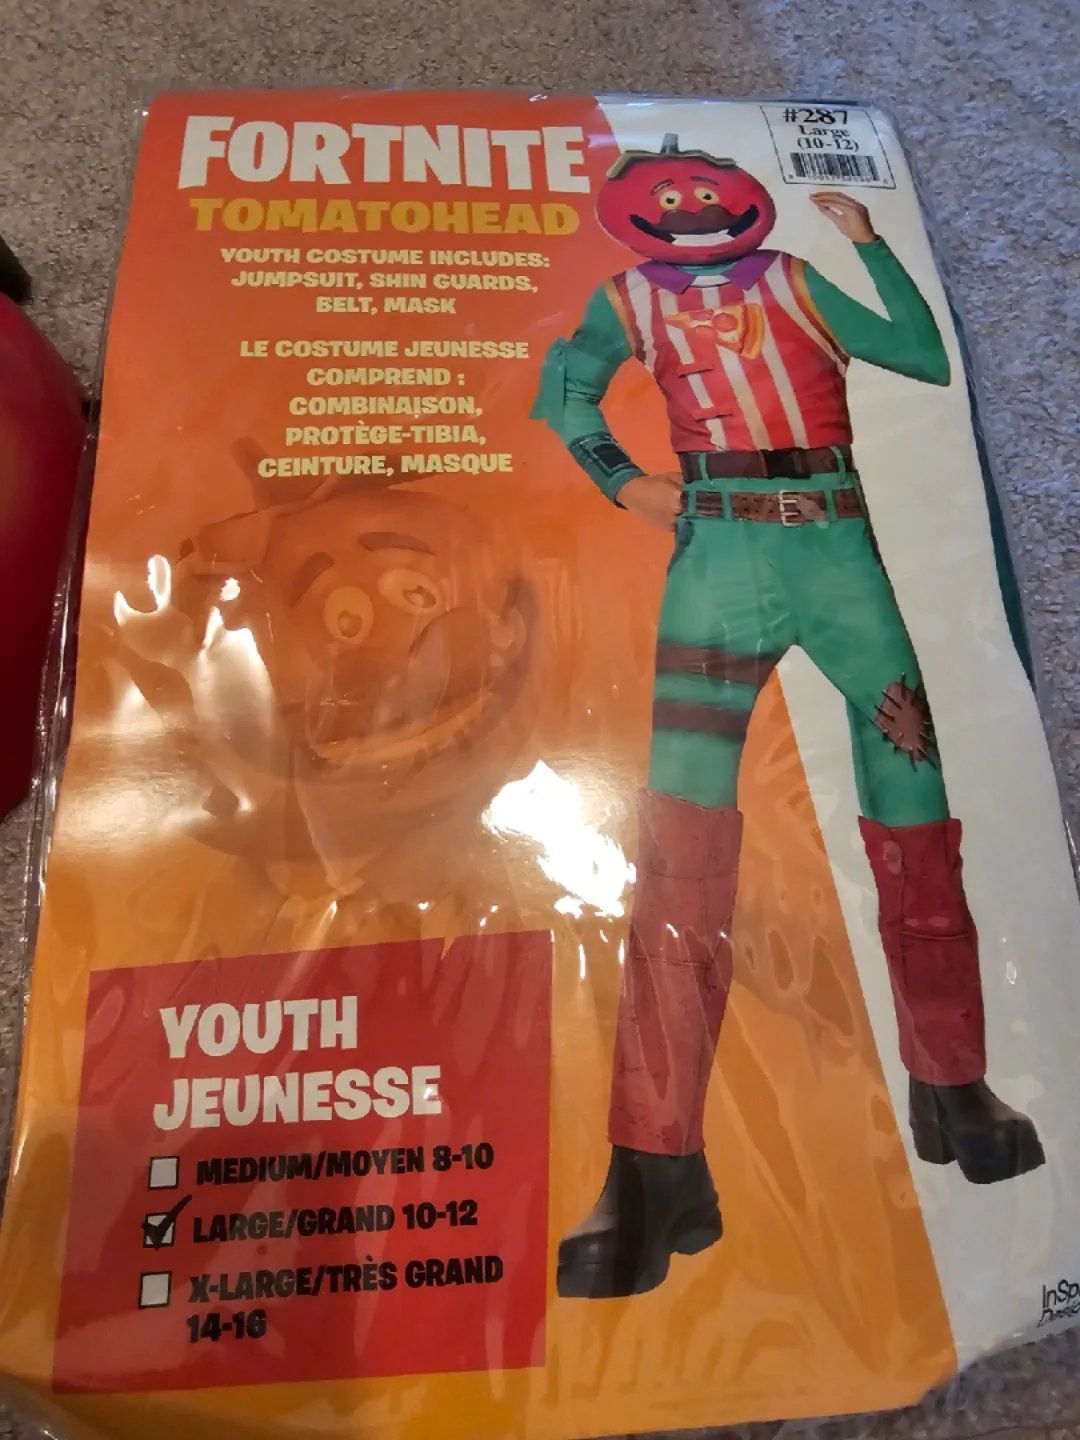 FORTNITE
TOMATOHEAD
YOUTH COSTUME INCLUDES:
JUMPSUIT, SHIN GUARDS,
BELT, MASK
LE COSTUME JEUNESSE
COMPREND :
COMBINAISON,
PROTÈGE-TIBIA,
CEINTURE, MASQUE
#287
Large
(10-12)
YOUTH
JEUNESSE
MEDIUM/MOYEN 8-10
LARGE/GRAND 10-12
X-LARGE/TRÈS GRAND
14-16